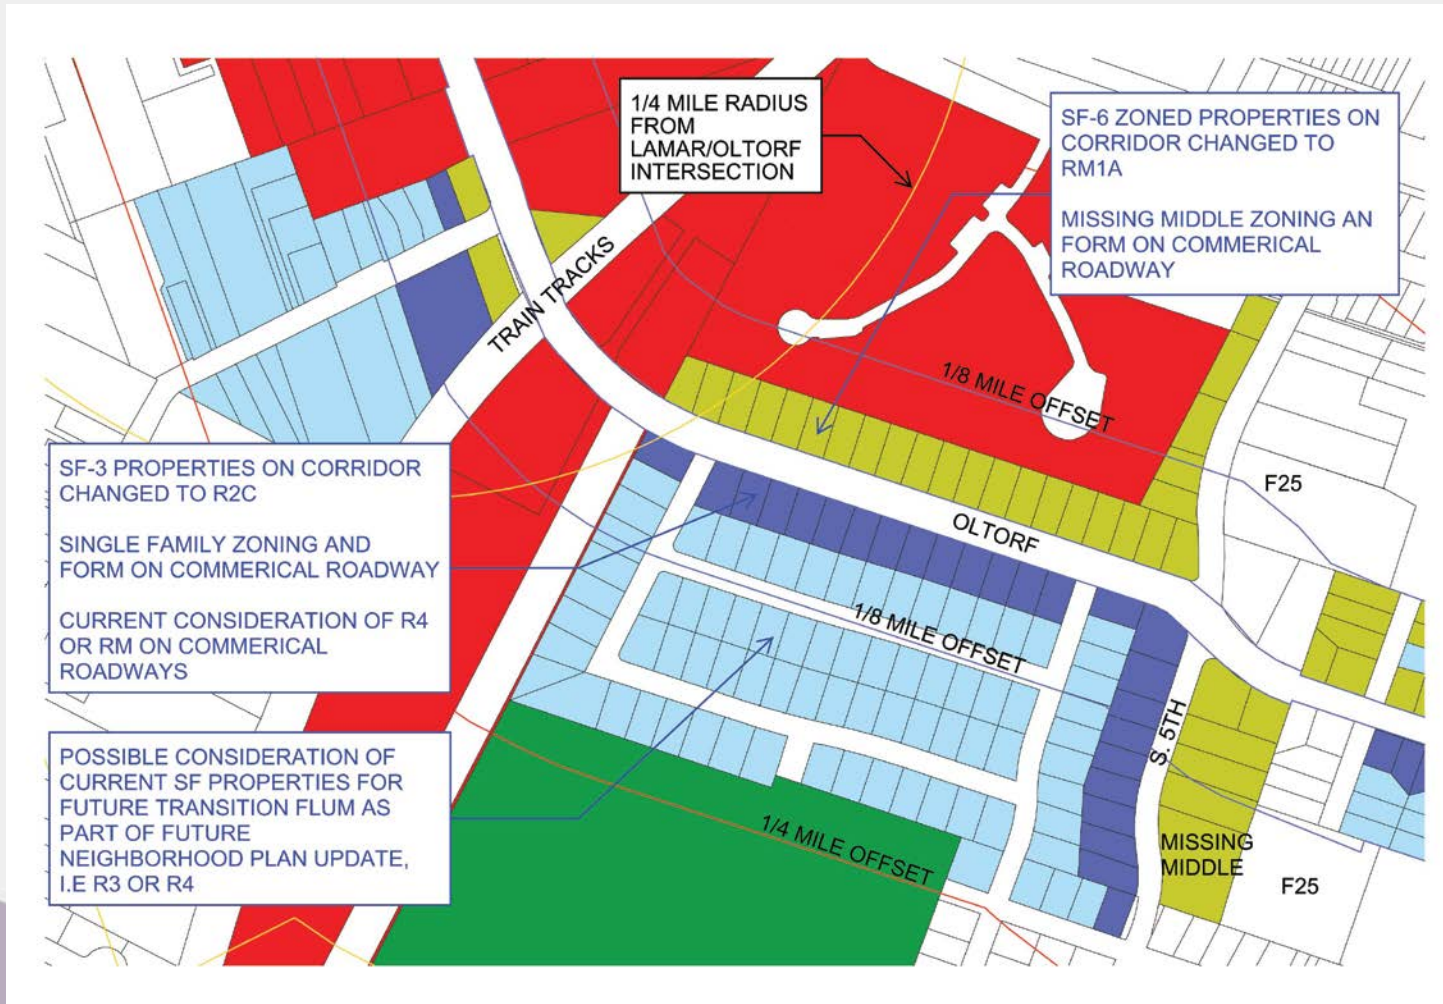 1/4 MILE RADIUS
FROM
LAMAR/OLTORF
INTERSECTION
SF-6 ZONED PROPERTIES ON
CORRIDOR CHANGED TO
RM1A
MISSING MIDDLE ZONING AN
FORM ON COMMERICAL
ROADWAY
TRAIN TRACKS
1/8 MILE OFFSET
SF-3 PROPERTIES ON CORRIDOR
CHANGED TO R2C
SINGLE FAMILY ZONING AND
FORM ON COMMERICAL ROADWAY
CURRENT CONSIDERATION OF R4
OR RM ON COMMERICAL
ROADWAYS
F25
OLTORF
1/8 MILE OFFSET
S. 5TH
POSSIBLE CONSIDERATION OF
CURRENT SF PROPERTIES FOR
FUTURE TRANSITION FLUM AS
PART OF FUTURE
NEIGHBORHOOD PLAN UPDATE,
I.E R3 OR R4
1/4 MILE OFFSET
MISSING
MIDDLE
F25